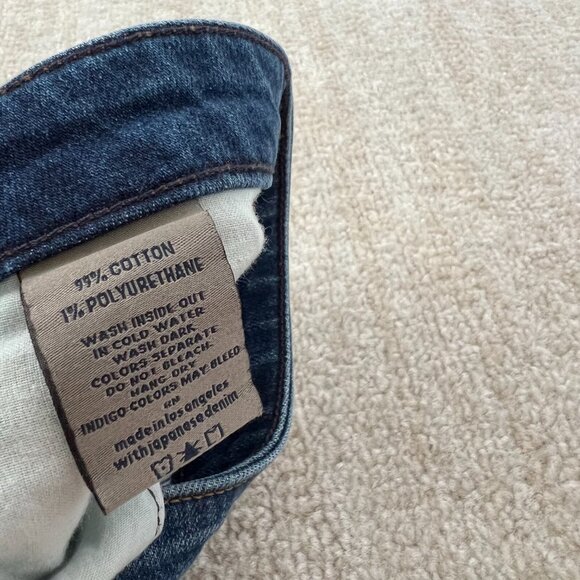 99% COTTON
1% POLYURETHANE
WASH INSIDE OUT
IN COLD WATER
WASH DARK
COLORS SEPARATE
DO NOT BLEACH
HANG DRY
INDIGO COLORS MAY BLEED
RN
made in los angeles
with japanese denim